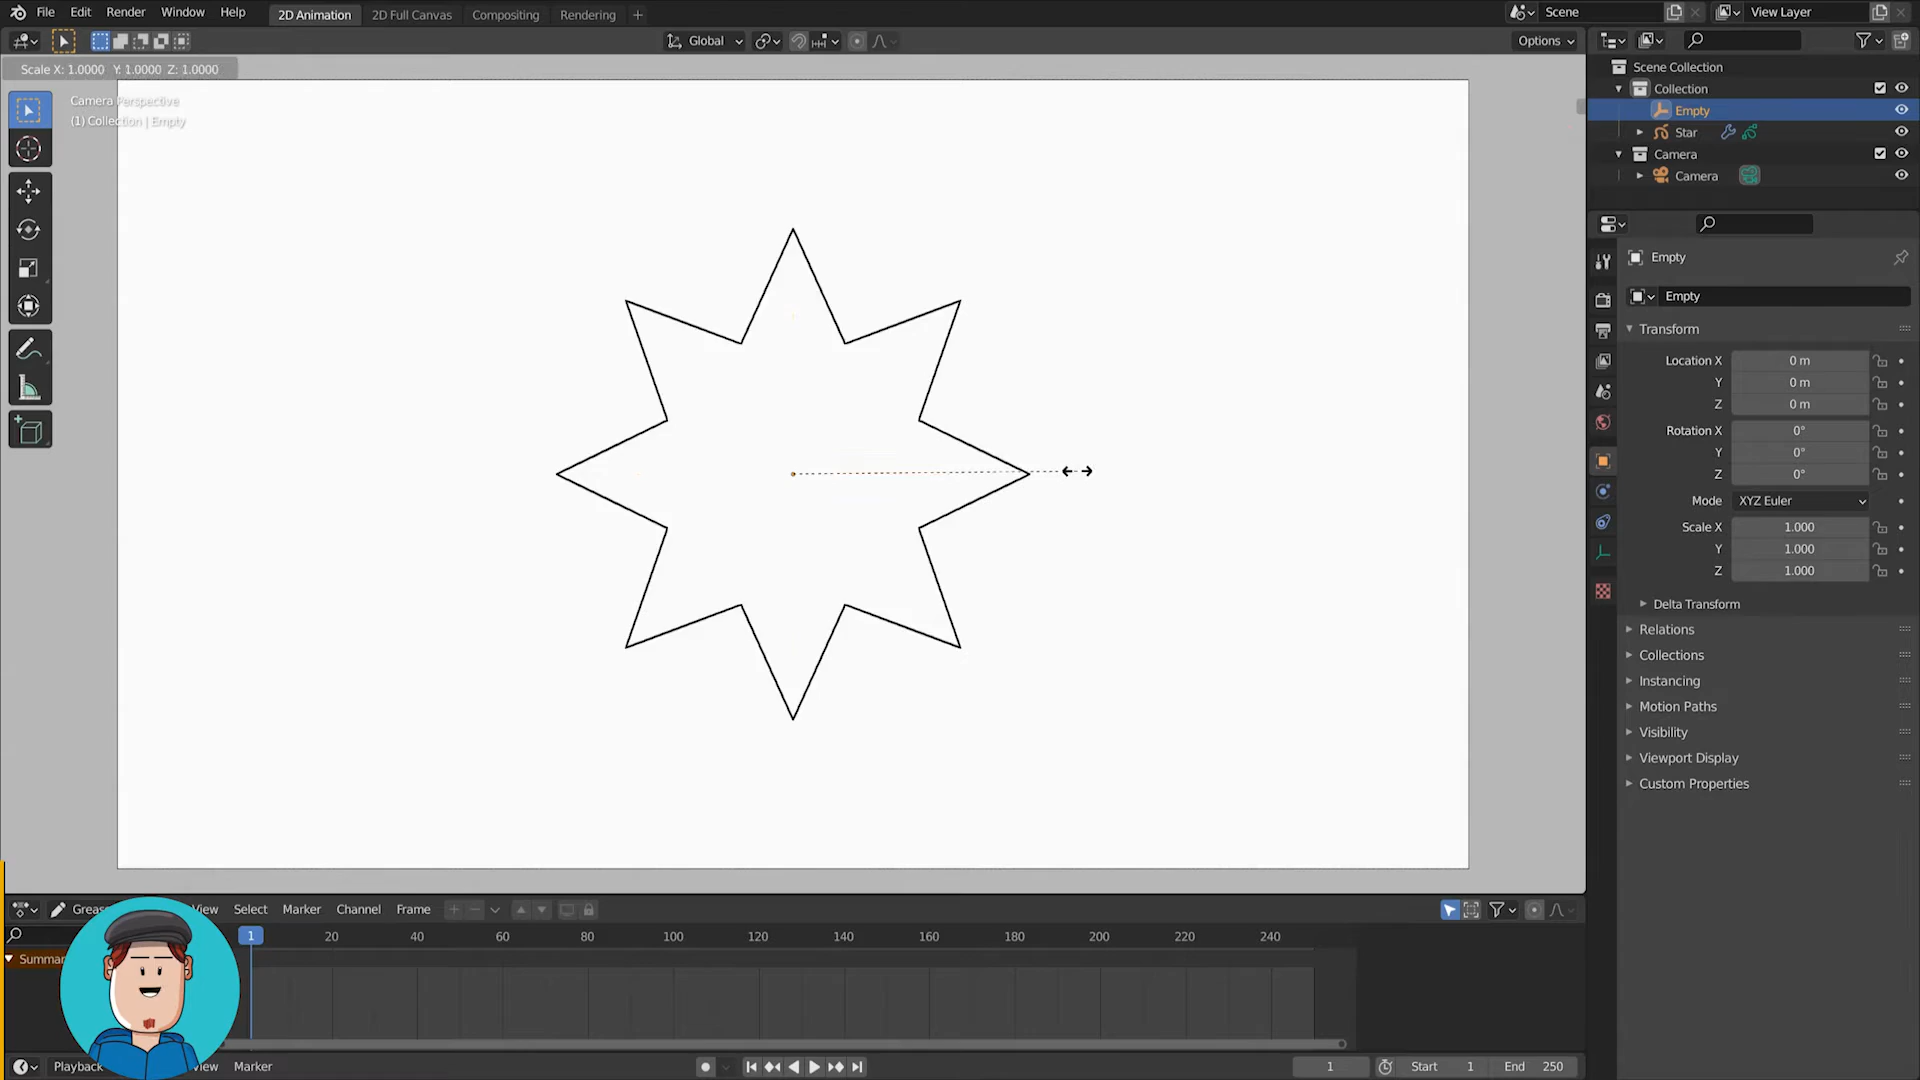 File Edit Render Window Help 2D Animation 2D Full Canvas Compositing Rendering + Scene View Layer
Global Options
Scale X: 1.0000 Y: 1.0000 Z: 1.0000
Camera Perspective
(1) Collection | Empty
Scene Collection
Collection
Empty
Star
Camera
Camera
Empty
Empty
Transform
Location X 0 m
Y 0 m
Z 0 m
Rotation X 0°
Y 0°
Z 0°
Mode XYZ Euler
Scale X 1.000
Y 1.000
Z 1.000
Delta Transform
Relations
Collections
Instancing
Motion Paths
Visibility
Viewport Display
Custom Properties
Greas View Select Marker Channel Frame
1 20 40 60 80 100 120 140 160 180 200 220 240
Summar
Playback View Marker 1 Start 1 End 250